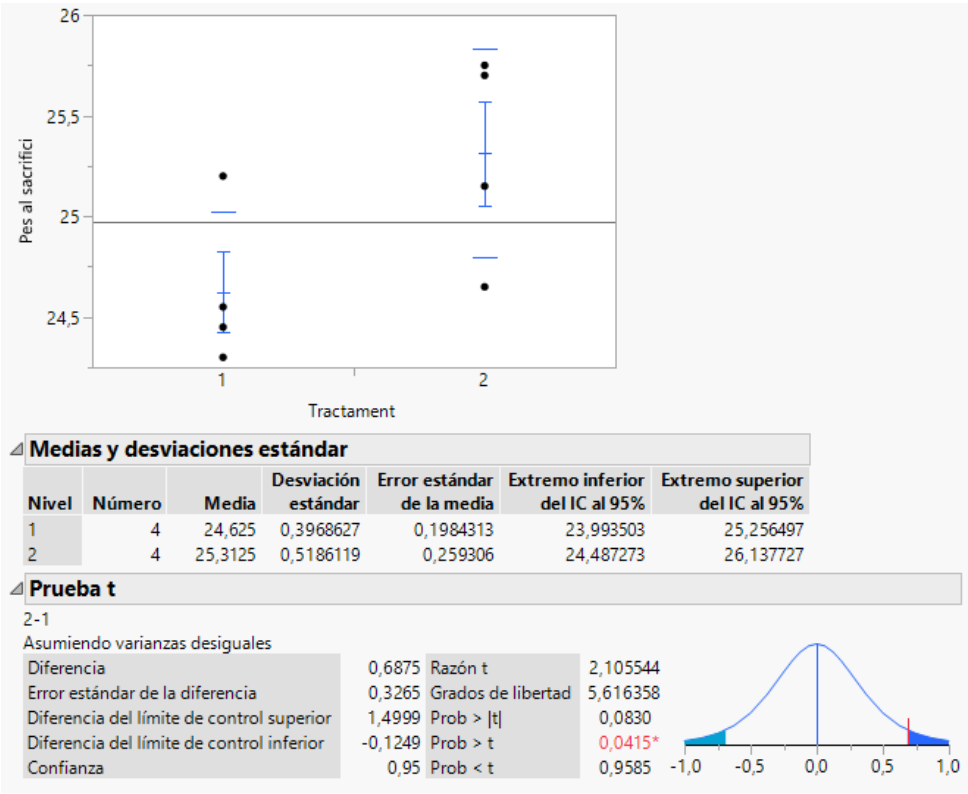 26
25,5
25
24,5
Pes al sacrifici
1
2
Tractament
Medias y desviaciones estándar
Nivel Número Media Desviación estándar Error estándar de la media Extremo inferior del IC al 95% Extremo superior del IC al 95%
1 4 24,625 0,3968627 0,1984313 23,993503 25,256497
2 4 25,3125 0,5186119 0,259306 24,487273 26,137727
Prueba t
2-1
Asumiendo varianzas desiguales
Diferencia 0,6875 Razón t 2,105544
Error estándar de la diferencia 0,3265 Grados de libertad 5,616358
Diferencia del límite de control superior 1,4999 Prob > |t| 0,0830
Diferencia del límite de control inferior -0,1249 Prob > t 0,0415*
Confianza 0,95 Prob < t 0,9585
-1,0 -0,5 0,0 0,5 1,0